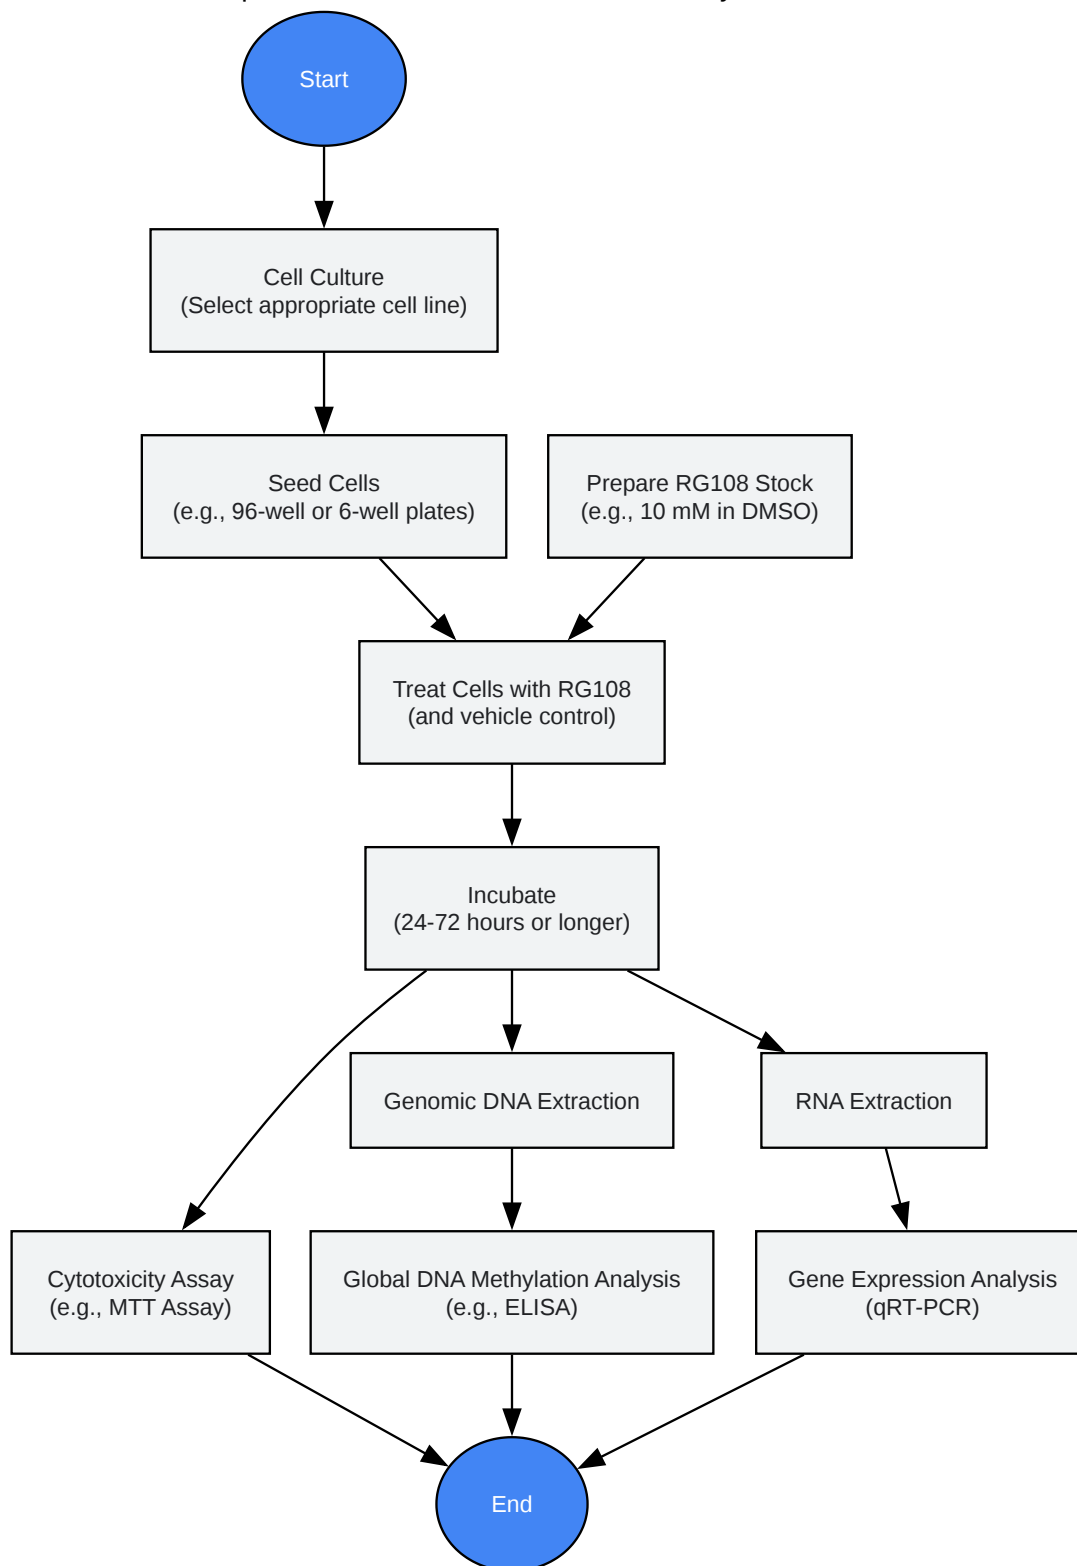 Start
Cell Culture
(Select appropriate cell line)
Seed Cells
(e.g., 96-well or 6-well plates)
Prepare RG108 Stock
(e.g., 10 mM in DMSO)
Treat Cells with RG108
(and vehicle control)
Incubate
(24-72 hours or longer)
Genomic DNA Extraction
RNA Extraction
Cytotoxicity Assay
(e.g., MTT Assay)
Global DNA Methylation Analysis
(e.g., ELISA)
Gene Expression Analysis
(qRT-PCR)
End